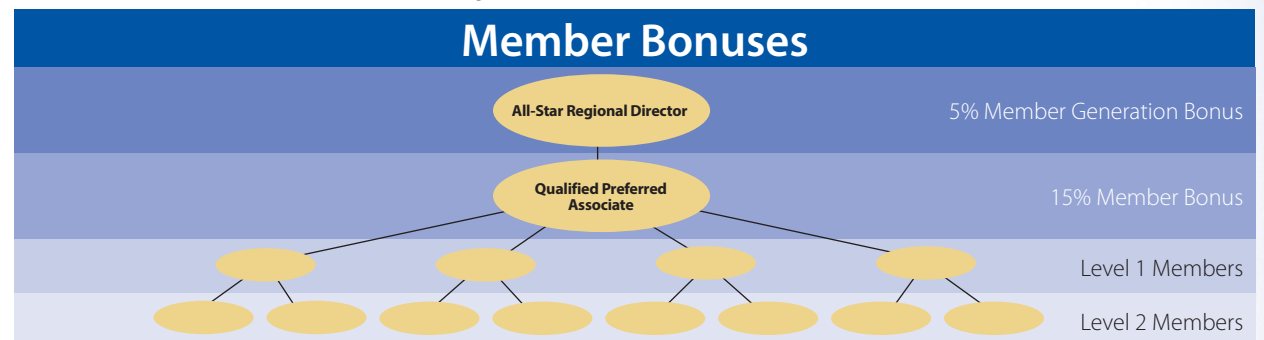 Member Bonuses
All-Star Regional Director
5% Member Generation Bonus
Qualified Preferred
Associate
15% Member Bonus
Level 1 Members
Level 2 Members